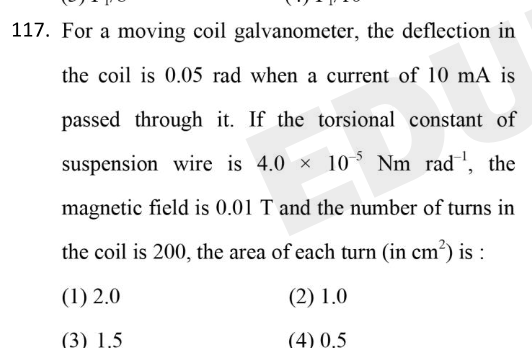 117. For a moving coil galvanometer, the deflection in
the coil is 0.05 rad when a current of 10 mA is
passed through it. If the torsional constant of
suspension wire is 4.0 × 10⁻⁵ Nm rad⁻¹, the
magnetic field is 0.01 T and the number of turns in
the coil is 200, the area of each turn (in cm²) is :
(1) 2.0 (2) 1.0
(3) 1.5 (4) 0.5
EDU